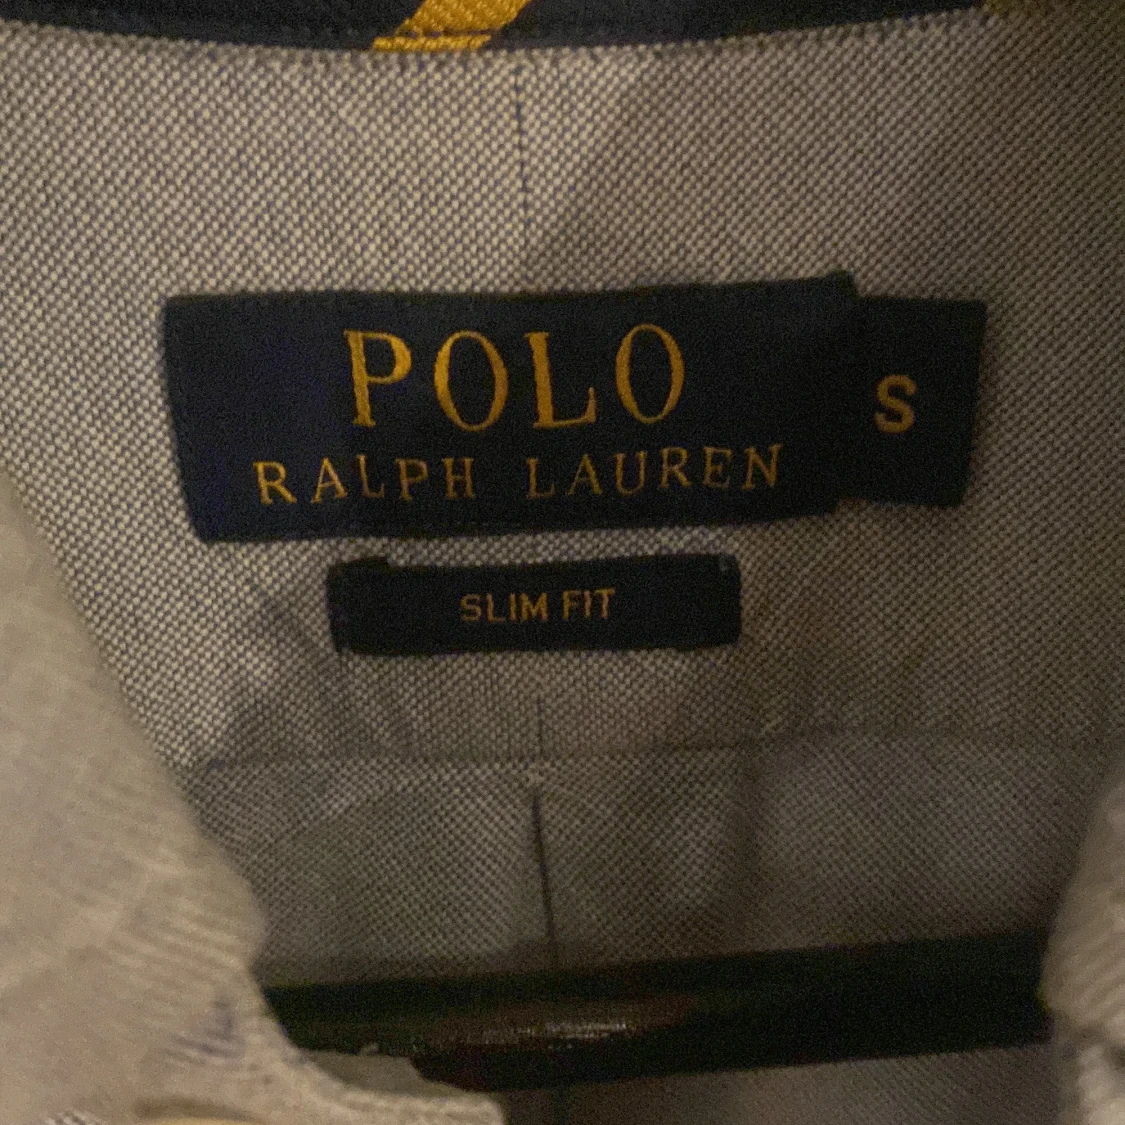 POLO
RALPH LAUREN
S
SLIM FIT